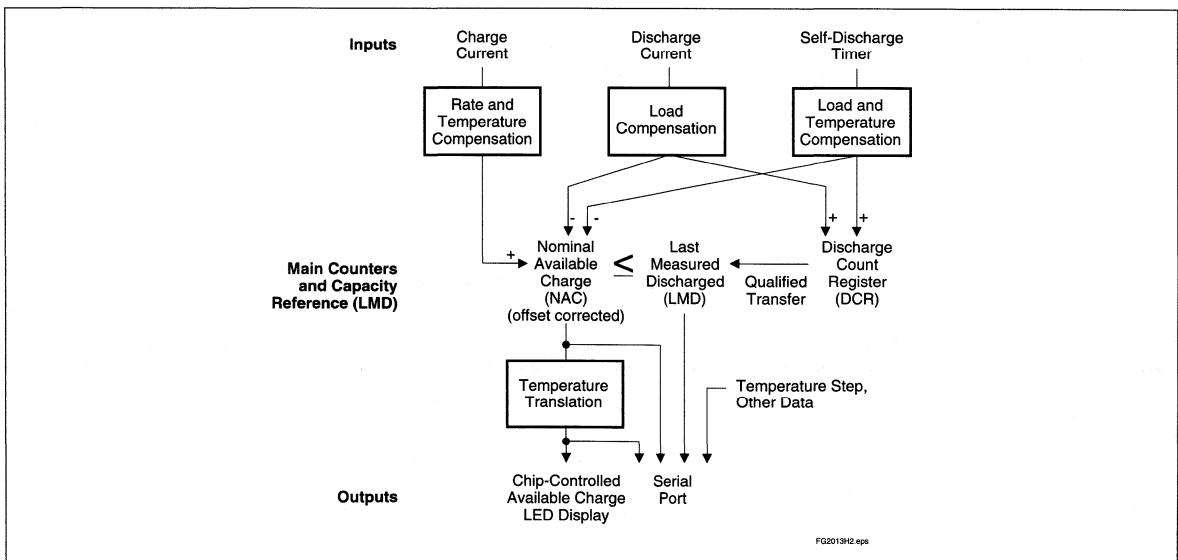 Inputs
Charge
Current
Discharge
Current
Self-Discharge
Timer
Rate and
Temperature
Compensation
Load
Compensation
Load and
Temperature
Compensation
- -
+ +
+
Main Counters
and Capacity
Reference (LMD)
Nominal
Available
Charge
(NAC)
(offset corrected)
≤
Last
Measured
Discharged
(LMD)
Qualified
Transfer
Discharge
Count
Register
(DCR)
Temperature
Translation
Temperature Step,
Other Data
Outputs
Chip-Controlled
Available Charge
LED Display
Serial
Port
FG2013H2.eps